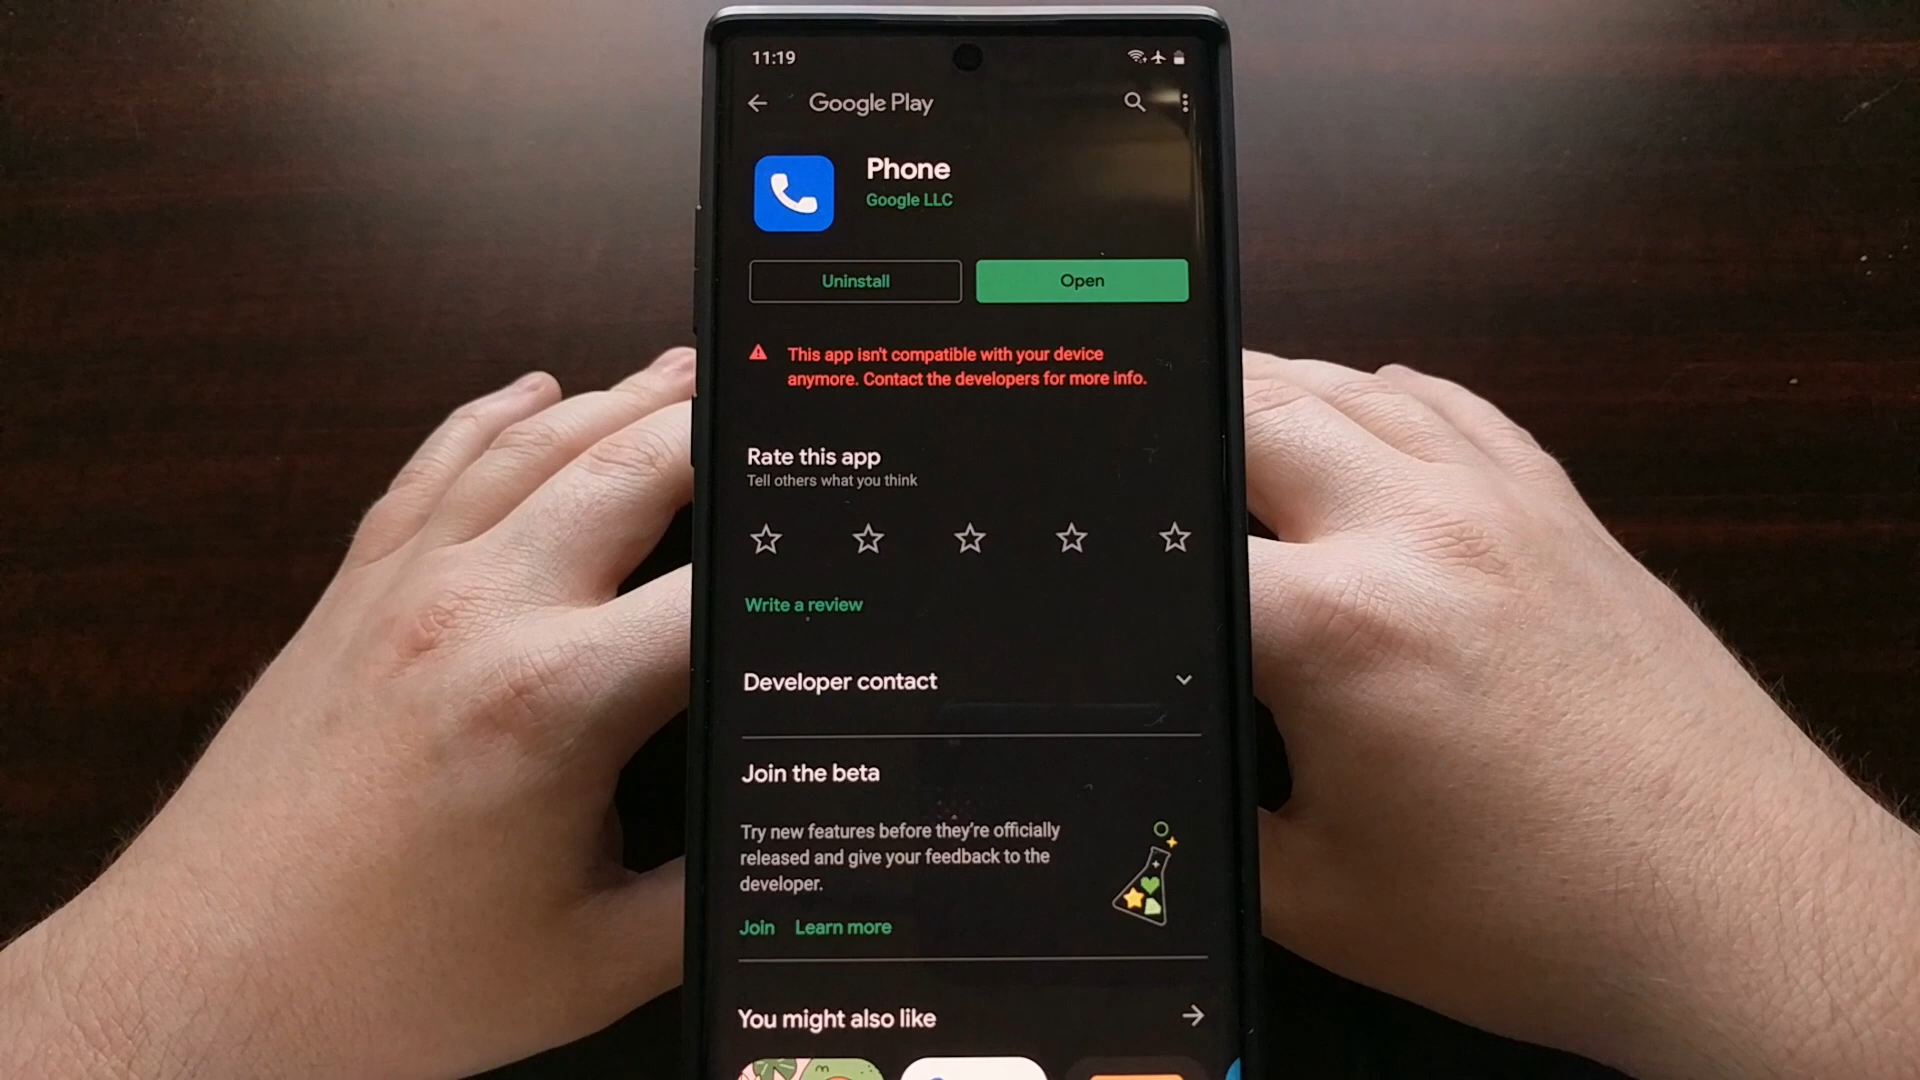 11:19
Google Play
Phone
Google LLC
Uninstall
Open
This app isn't compatible with your device
anymore. Contact the developers for more info.
Rate this app
Tell others what you think
Write a review
Developer contact
Join the beta
Try new features before they're officially
released and give your feedback to the
developer.
Join
Learn more
You might also like